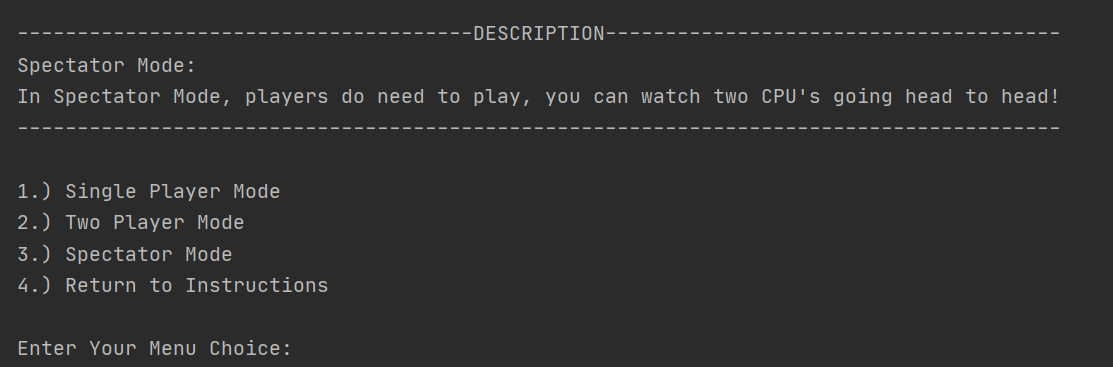 --------------------------------------DESCRIPTION--------------------------------------
Spectator Mode:
In Spectator Mode, players do need to play, you can watch two CPU's going head to head!
---------------------------------------------------------------------------------------
1.) Single Player Mode
2.) Two Player Mode
3.) Spectator Mode
4.) Return to Instructions
Enter Your Menu Choice: